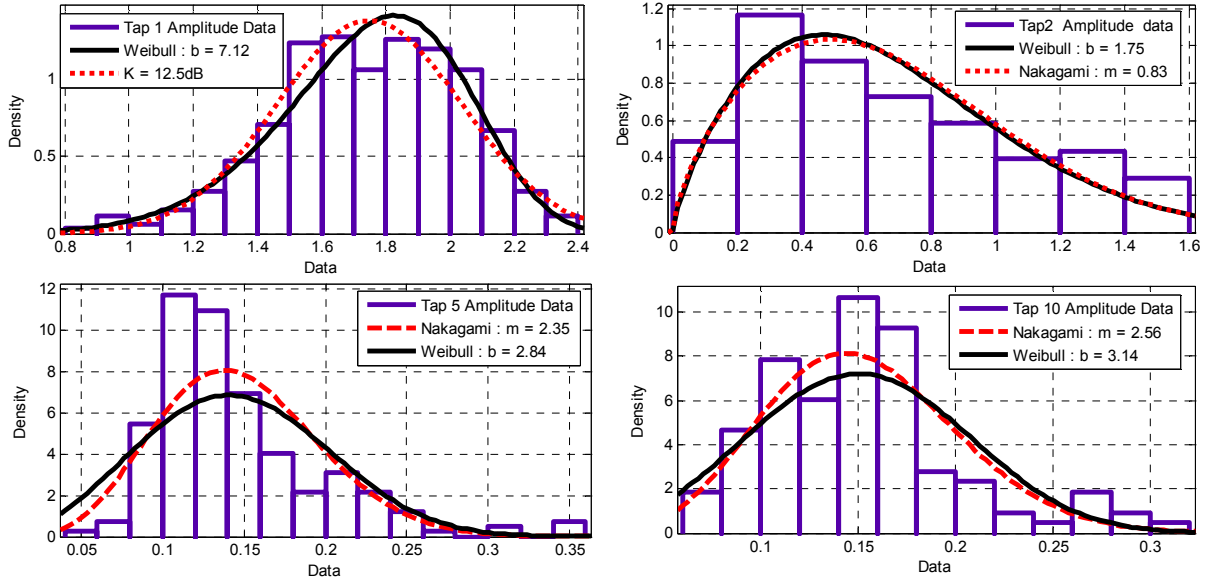 Tap 1 Amplitude Data
Weibull : b = 7.12
K = 12.5dB
Density
1
0.5
0
0.8 1 1.2 1.4 1.6 1.8 2 2.2 2.4
Data
Tap2 Amplitude data
Weibull : b = 1.75
Nakagami : m = 0.83
Density
1.2
1
0.8
0.6
0.4
0.2
0
0 0.2 0.4 0.6 0.8 1 1.2 1.4 1.6
Data
Tap 5 Amplitude Data
Nakagami : m = 2.35
Weibull : b = 2.84
Density
12
10
8
6
4
2
0
0.05 0.1 0.15 0.2 0.25 0.3 0.35
Data
Tap 10 Amplitude Data
Nakagami : m = 2.56
Weibull : b = 3.14
Density
10
8
6
4
2
0
0.1 0.15 0.2 0.25 0.3
Data